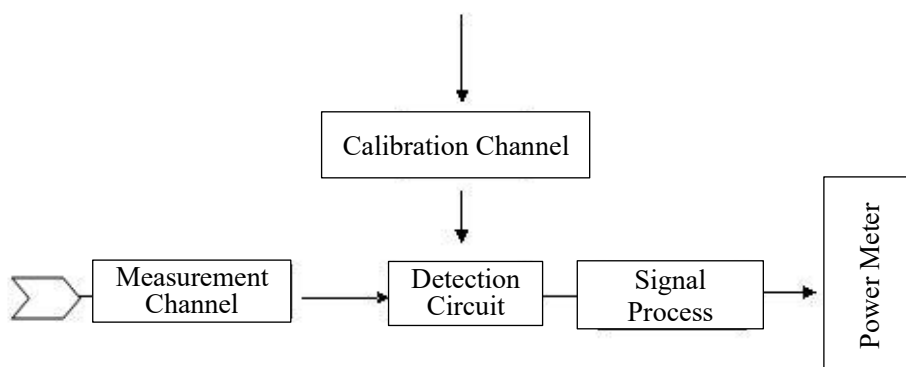 Calibration Channel
Measurement
Channel
Detection
Circuit
Signal
Process
Power Meter